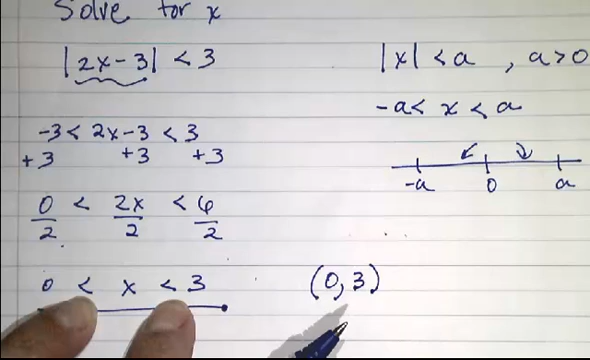 Solve for x
|2x-3| < 3
|x| < a , a>0
-a < x < a
-3 < 2x-3 < 3
+3 +3 +3
-a 0 a
0/2 < 2x/2 < 6/2
0 < x < 3
(0,3)